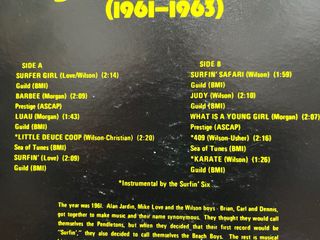 (1961-1963)
SIDE A
SURFER GIRL (Love/Wilson) (2:14)
Guild (BMI)
BARBEE (Morgan) (2:09)
Prestige (ASCAP)
LUAU (Morgan) (1:43)
Guild (BMI)
*LITTLE DEUCE COOP (Wilson-Christian) (2:20)
Sea of Tunes (BMI)
SURFIN' (Love) (2:09)
Guild (BMI)
SIDE B
SURFIN' SAFARI (Wilson) (1:59)
Guild (BMI)
JUDY (Wilson) (2:10)
Guild (BMI)
WHAT IS A YOUNG GIRL (Morgan) (2:07)
Prestige (ASCAP)
*409 (Wilson-Usher) (2:16)
Sea of Tunes (BMI)
*KARATE (Wilson) (1:26)
Guild (BMI)
*Instrumental by the Surfin' Six
The year was 1961. Alan Jardin, Mike Love and the Wilson boys - Brian, Carl and Dennis,
got together to make music and their name synonymous. They thought they would call
themselves the Pendletons, but when they decided that their first record would be
"Surfin'," they also decided to call themselves the Beach Boys. The rest is musical